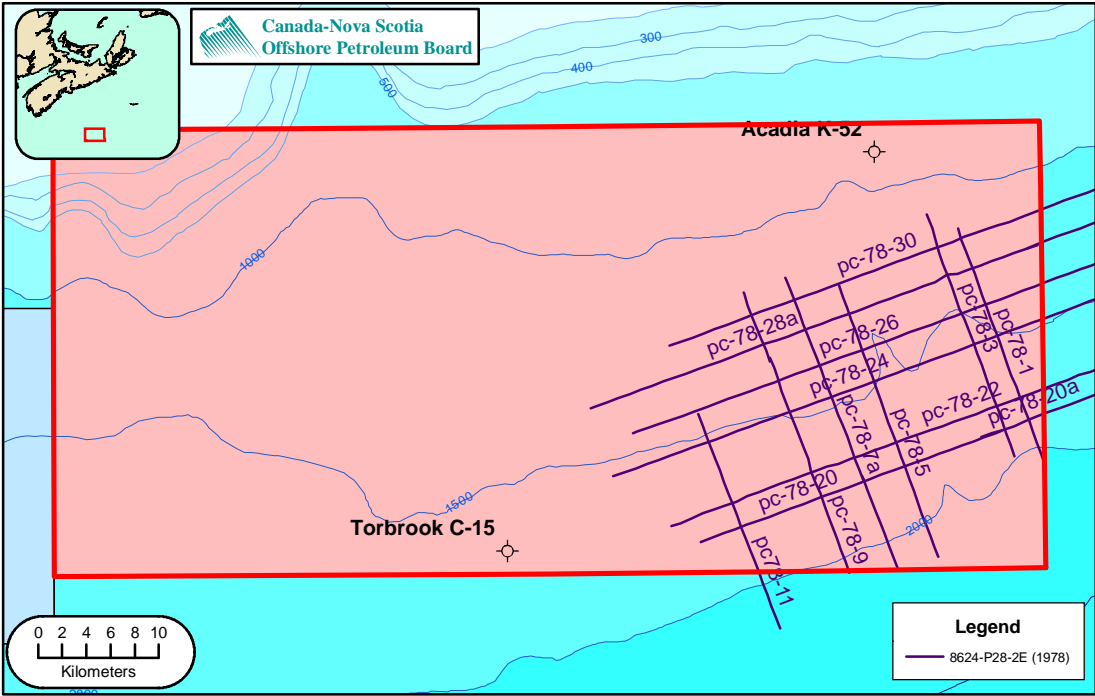 Canada-Nova Scotia
Offshore Petroleum Board
300
400
500
Acadia K-52
1000
pc-78-30
pc-78-28a
pc-78-26
pc-78-24
pc-78-3
pc-78-1
pc-78-22
pc-78-20a
pc-78-7a
pc-78-5
pc-78-20
1500
2000
Torbrook C-15
pc-78-9
pc78-11
0 2 4 6 8 10
Kilometers
Legend
8624-P28-2E (1978)